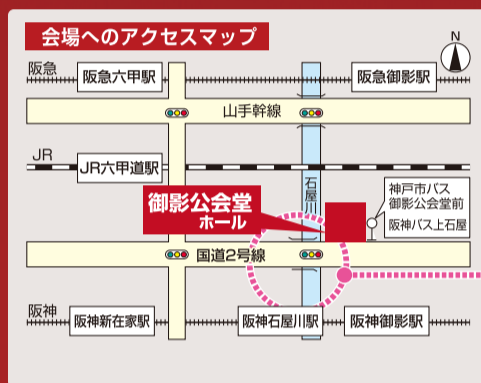 会場へのアクセスマップ
N
阪急
阪急六甲駅
阪急御影駅
山手幹線
JR
JR六甲道駅
石屋川
御影公会堂
ホール
神戸市バス
御影公会堂前
阪神バス上石屋
国道2号線
阪神
阪神新在家駅
阪神石屋川駅
阪神御影駅